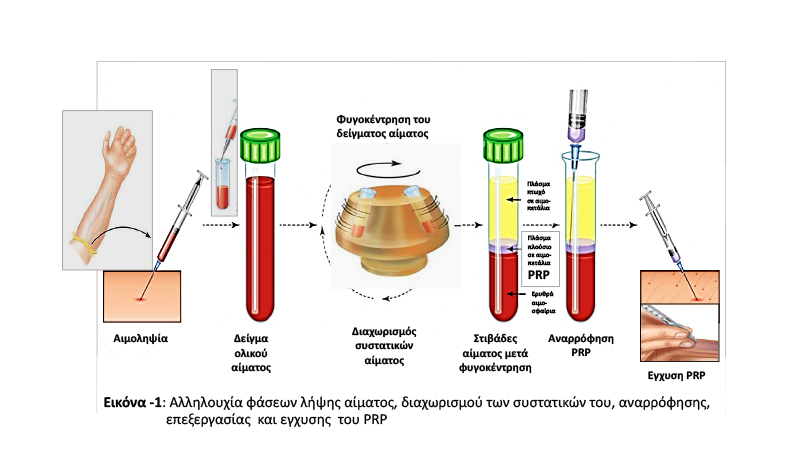 Φυγοκέντρηση του
δείγματος αίματος
Πλάσμα
πτωχό
σε αιμο-
πετάλια
Πλάσμα
πλούσιο
σε αιμο-
πετάλια
PRP
Ερυθρά
αιμο-
σφαίρια
Αιμοληψία
Δείγμα
ολικού
αίματος
Διαχωρισμός
συστατικών
αίματος
Στιβάδες
αίματος μετά
φυγοκέντρηση
Αναρρόφηση
PRP
Εγχυση PRP
Εικόνα -1: Αλληλουχία φάσεων λήψης αίματος, διαχωρισμού των συστατικών του, αναρρόφησης,
επεξεργασίας και εγχυσης του PRP